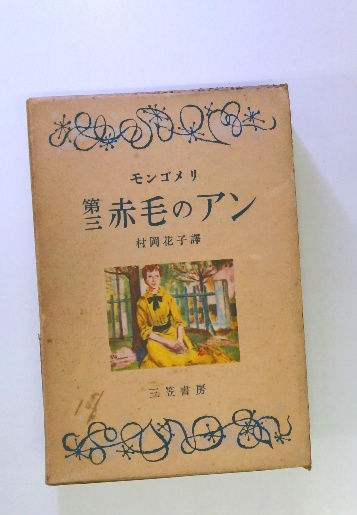 モンゴメリ
第三 赤毛のアン
村岡花子譯
三笠書房